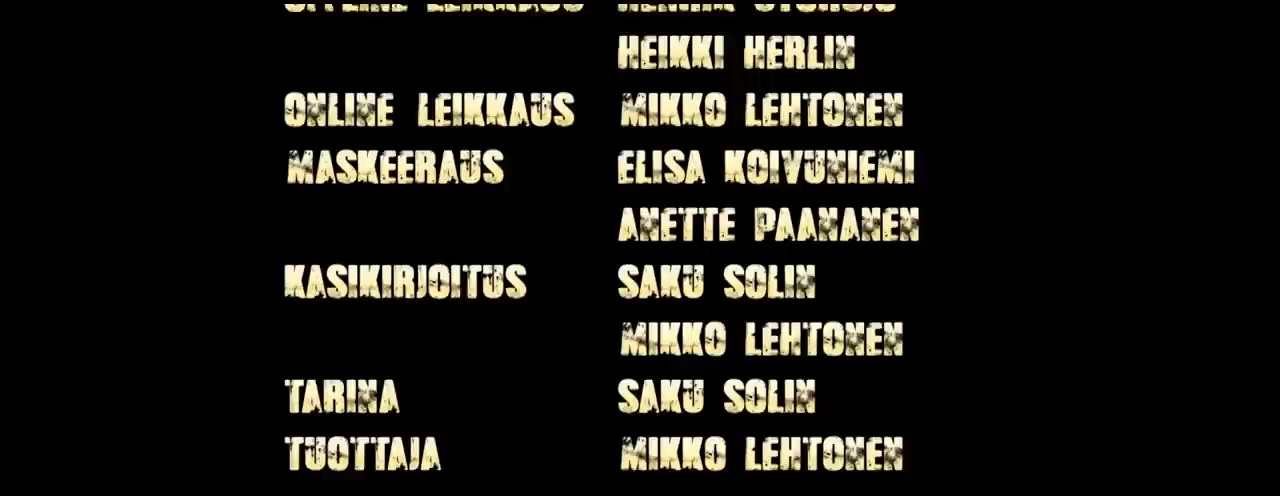 HEIKKI HERLIN
ONLINE LEIKKAUS MIKKO LEHTONEN
MASKEERAUS ELISA KOIVUNIEMI
ANETTE PAANANEN
KASIKIRJOITUS SAKU SOLIN
MIKKO LEHTONEN
TARINA SAKU SOLIN
TUOTTAJA MIKKO LEHTONEN